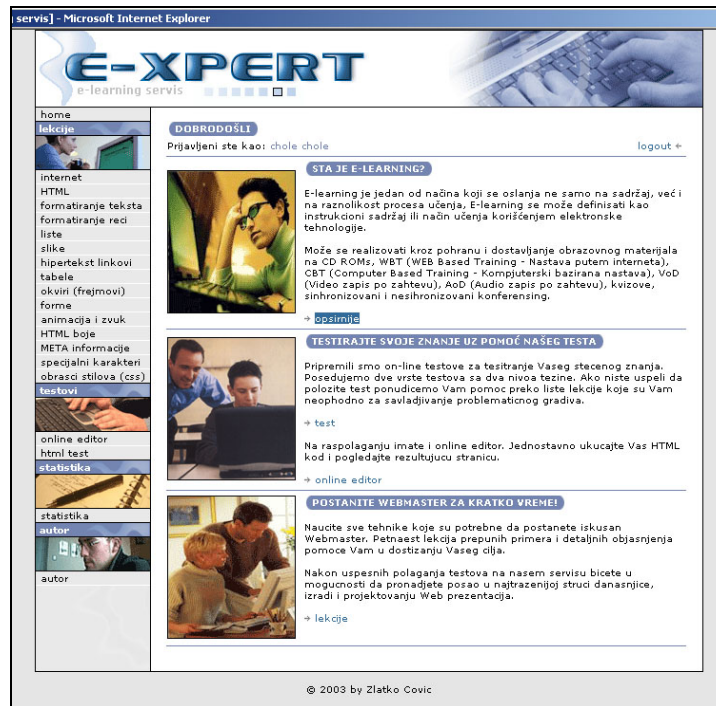 servis] - Microsoft Internet Explorer
E-XPERT
e-learning servis
home
lekcije
internet
HTML
formatiranje teksta
formatiranje reci
liste
slike
hipertekst linkovi
tabele
okviri (frejmovi)
forme
animacija i zvuk
HTML boje
META informacije
specijalni karakteri
obrasci stilova (css)
testovi
online editor
html test
statistika
statistika
autor
autor
DOBRODOŠLI
Prijavljeni ste kao: chole chole
logout
STA JE E-LEARNING?
E-learning je jedan od načina koji se oslanja ne samo na sadržaj, već i
na raznolikost procesa učenja, E-learning se može definisati kao
instrukcioni sadržaj ili način učenja korišćenjem elektronske
tehnologije.
Može se realizovati kroz pohranu i dostavljanje obrazovnog materijala
na CD ROMs, WBT (WEB Based Training - Nastava putem interneta),
CBT (Computer Based Training - Kompjuterski bazirana nastava), VoD
(Video zapis po zahtevu), AoD (Audio zapis po zahtevu), kvizove,
sinhronizovani i nesihronizovani konferensing.
opsirnije
TESTIRAJTE SVOJE ZNANJE UZ POMOĆ NAŠEG TESTA
Pripremili smo on-line testove za tesitranje Vaseg stecenog znanja.
Posedujemo dve vrste testova sa dva nivoa tezine. Ako niste uspeli da
polozite test ponudicemo Vam pomoc preko liste lekcije koje su Vam
neophodno za savladjivanje problematicnog gradiva.
test
Na raspolaganju imate i online editor. Jednostavno ukucajte Vas HTML
kod i pogledajte rezultujucu stranicu.
online editor
POSTANITE WEBMASTER ZA KRATKO VREME!
Naucite sve tehnike koje su potrebne da postanete iskusan
Webmaster. Petnaest lekcija prepunih primera i detaljnih objasnjenja
pomoce Vam u dostizanju Vaseg cilja.
Nakon uspesnih polaganja testova na nasem servisu bicete u
mogucnosti da pronadjete posao u najtrazenijoj struci danasnjice,
izradi i projektovanju Web prezentacija.
lekcije
© 2003 by Zlatko Covic